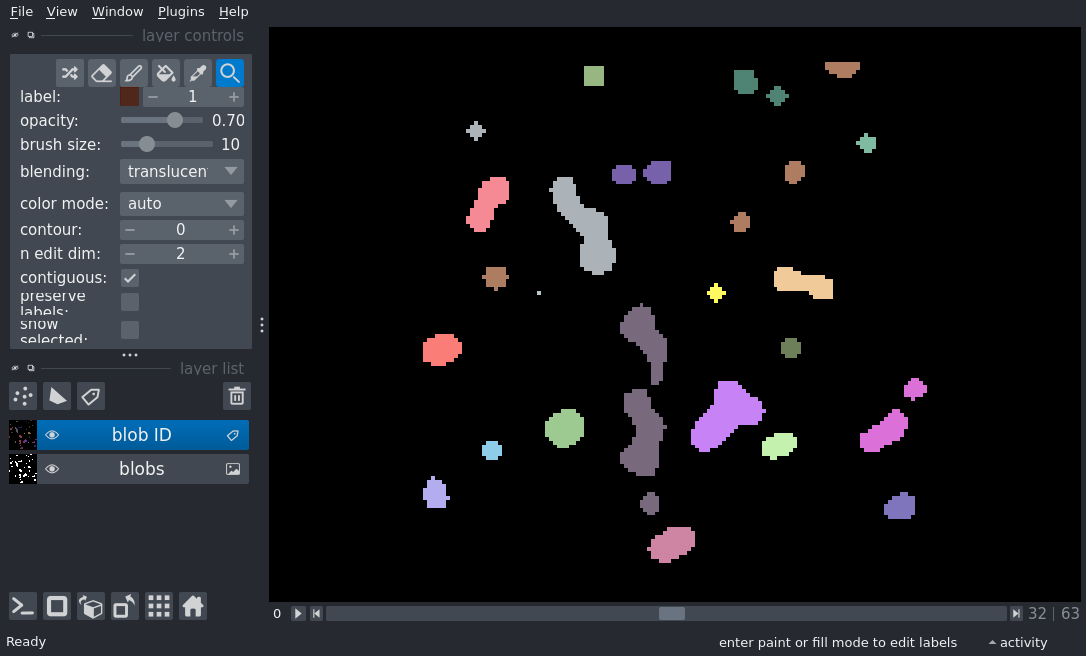 File View Window Plugins Help
layer controls
label: 1
opacity: 0.70
brush size: 10
blending: translucen
color mode: auto
contour: 0
n edit dim: 2
contiguous:
preserve
labels:
show
selected:
layer list
blob ID
blobs
0 32 | 63
Ready enter paint or fill mode to edit labels activity